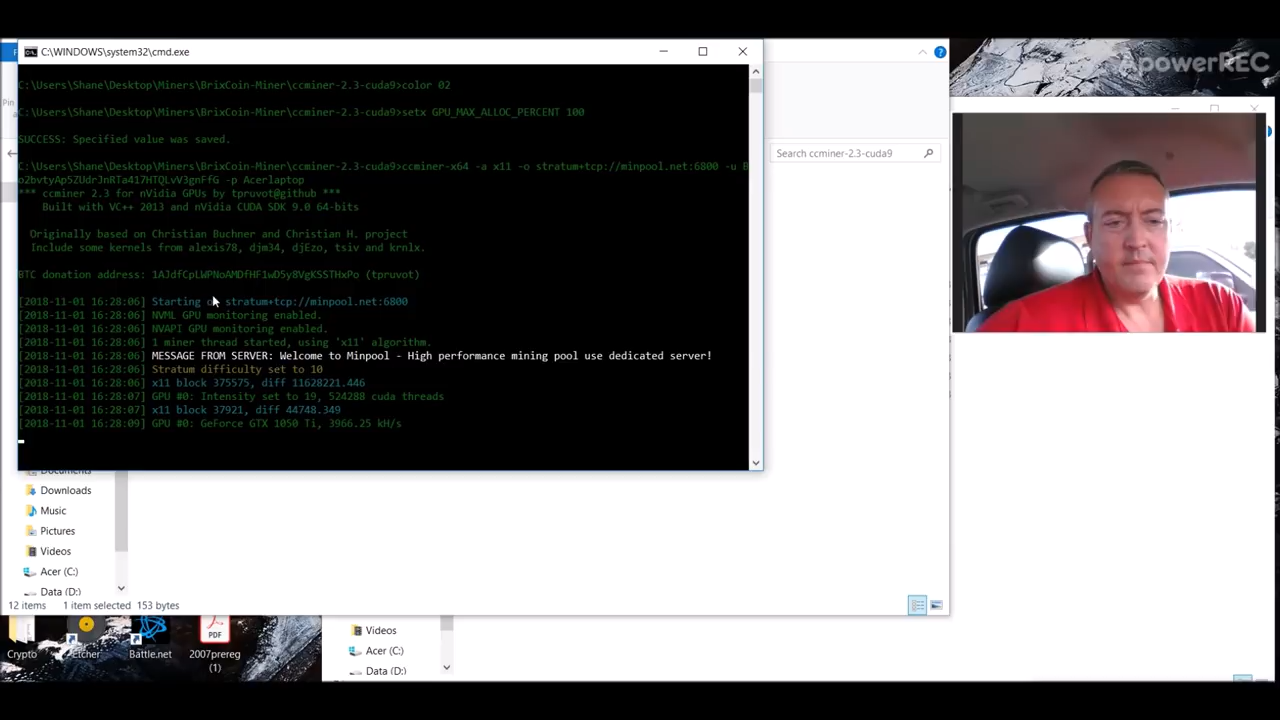 C:\WINDOWS\system32\cmd.exe
ApowerREC
C:\Users\Shane\Desktop\Miners\BrixCoin-Miner\ccminer-2.3-cuda9>color 02
C:\Users\Shane\Desktop\Miners\BrixCoin-Miner\ccminer-2.3-cuda9>setx GPU_MAX_ALLOC_PERCENT 100
SUCCESS: Specified value was saved.
Search ccminer-2.3-cuda9
C:\Users\Shane\Desktop\Miners\BrixCoin-Miner\ccminer-2.3-cuda9>ccminer-x64 -a x11 -o stratum+tcp://minpool.net:6800 -u B
o2bvtyAp5ZUdrJnRTa417HTQLvV3gnFfG -p Acerlaptop
*** ccminer 2.3 for nVidia GPUs by tpruvot@github ***
Built with VC++ 2013 and nVidia CUDA SDK 9.0 64-bits
Originally based on Christian Buchner and Christian H. project
Include some kernels from alexis78, djm34, djEzo, tsiv and krnlx.
BTC donation address: 1AJdfCpLWPNoAMDfHF1wD5y8VgKSSTHxPo (tpruvot)
[2018-11-01 16:28:06] Starting on stratum+tcp://minpool.net:6800
[2018-11-01 16:28:06] NVML GPU monitoring enabled.
[2018-11-01 16:28:06] NVAPI GPU monitoring enabled.
[2018-11-01 16:28:06] 1 miner thread started, using 'x11' algorithm.
[2018-11-01 16:28:06] MESSAGE FROM SERVER: Welcome to Minpool - High performance mining pool use dedicated server!
[2018-11-01 16:28:06] Stratum difficulty set to 10
[2018-11-01 16:28:06] x11 block 375575, diff 11628221.446
[2018-11-01 16:28:07] GPU #0: Intensity set to 19, 524288 cuda threads
[2018-11-01 16:28:07] x11 block 37921, diff 44748.349
[2018-11-01 16:28:09] GPU #0: GeForce GTX 1050 Ti, 3966.25 kH/s
Documents
Downloads
Music
Pictures
Videos
Acer (C:)
Data (D:)
12 items 1 item selected 153 bytes
Videos
Acer (C:)
Data (D:)
PDF
Crypto
Etcher
Battle.net
2007prereg
(1)